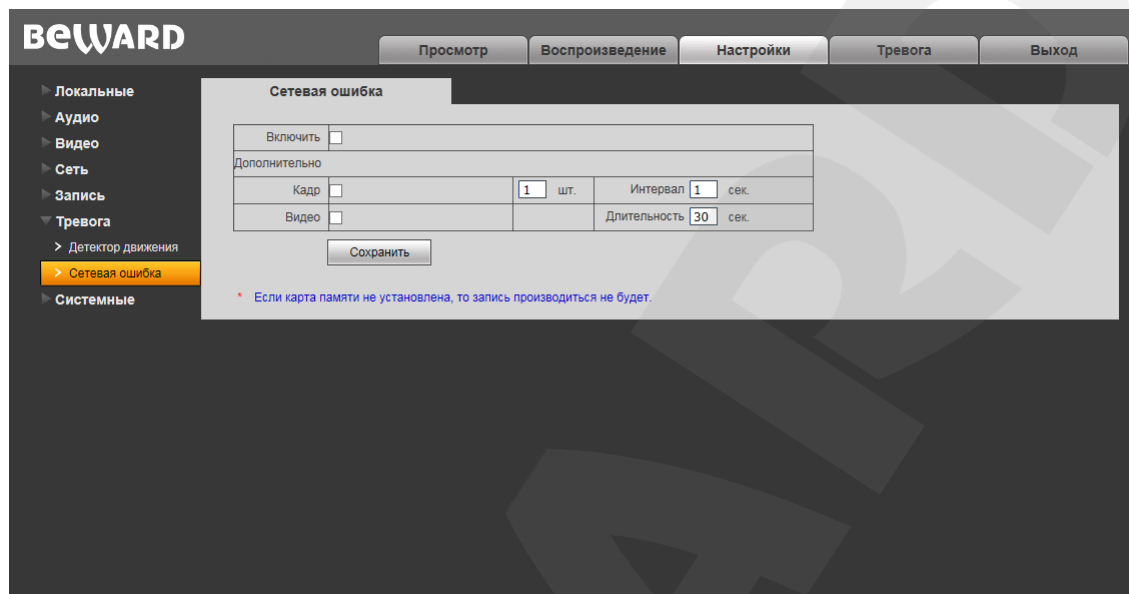 BEWARD
Просмотр Воспроизведение Настройки Тревога Выход
Локальные
Аудио
Видео
Сеть
Запись
Тревога
> Детектор движения
> Сетевая ошибка
Системные
Сетевая ошибка
Включить
Дополнительно
Кадр 1 шт. Интервал 1 сек.
Видео Длительность 30 сек.
Сохранить
* Если карта памяти не установлена, то запись производиться не будет.